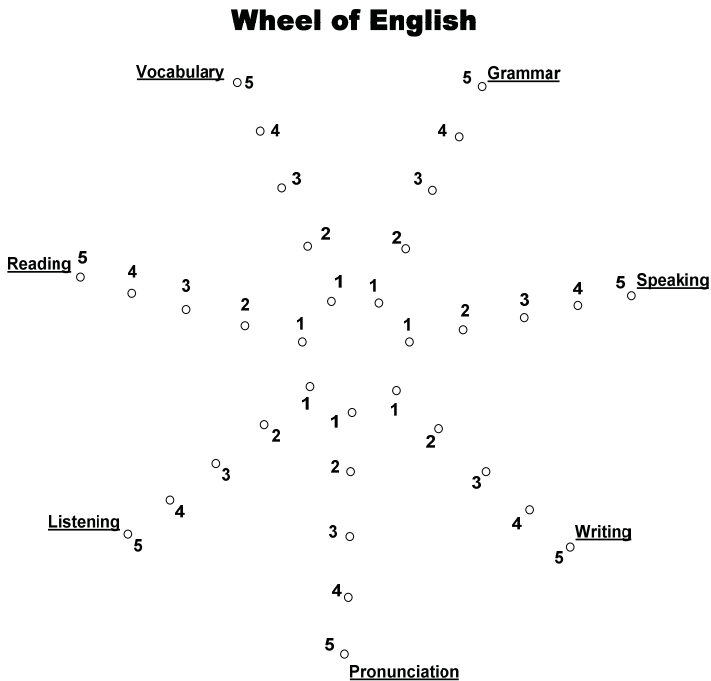 Wheel of English
Vocabulary 5 5 Grammar
4 4
3 3
2 2
Reading 5 4 3 2 1 1 1 1 2 3 4 5 Speaking
1 1 1
2 2
2
3 3
3
Listening 5 4 4 5 Writing
4
5
Pronunciation